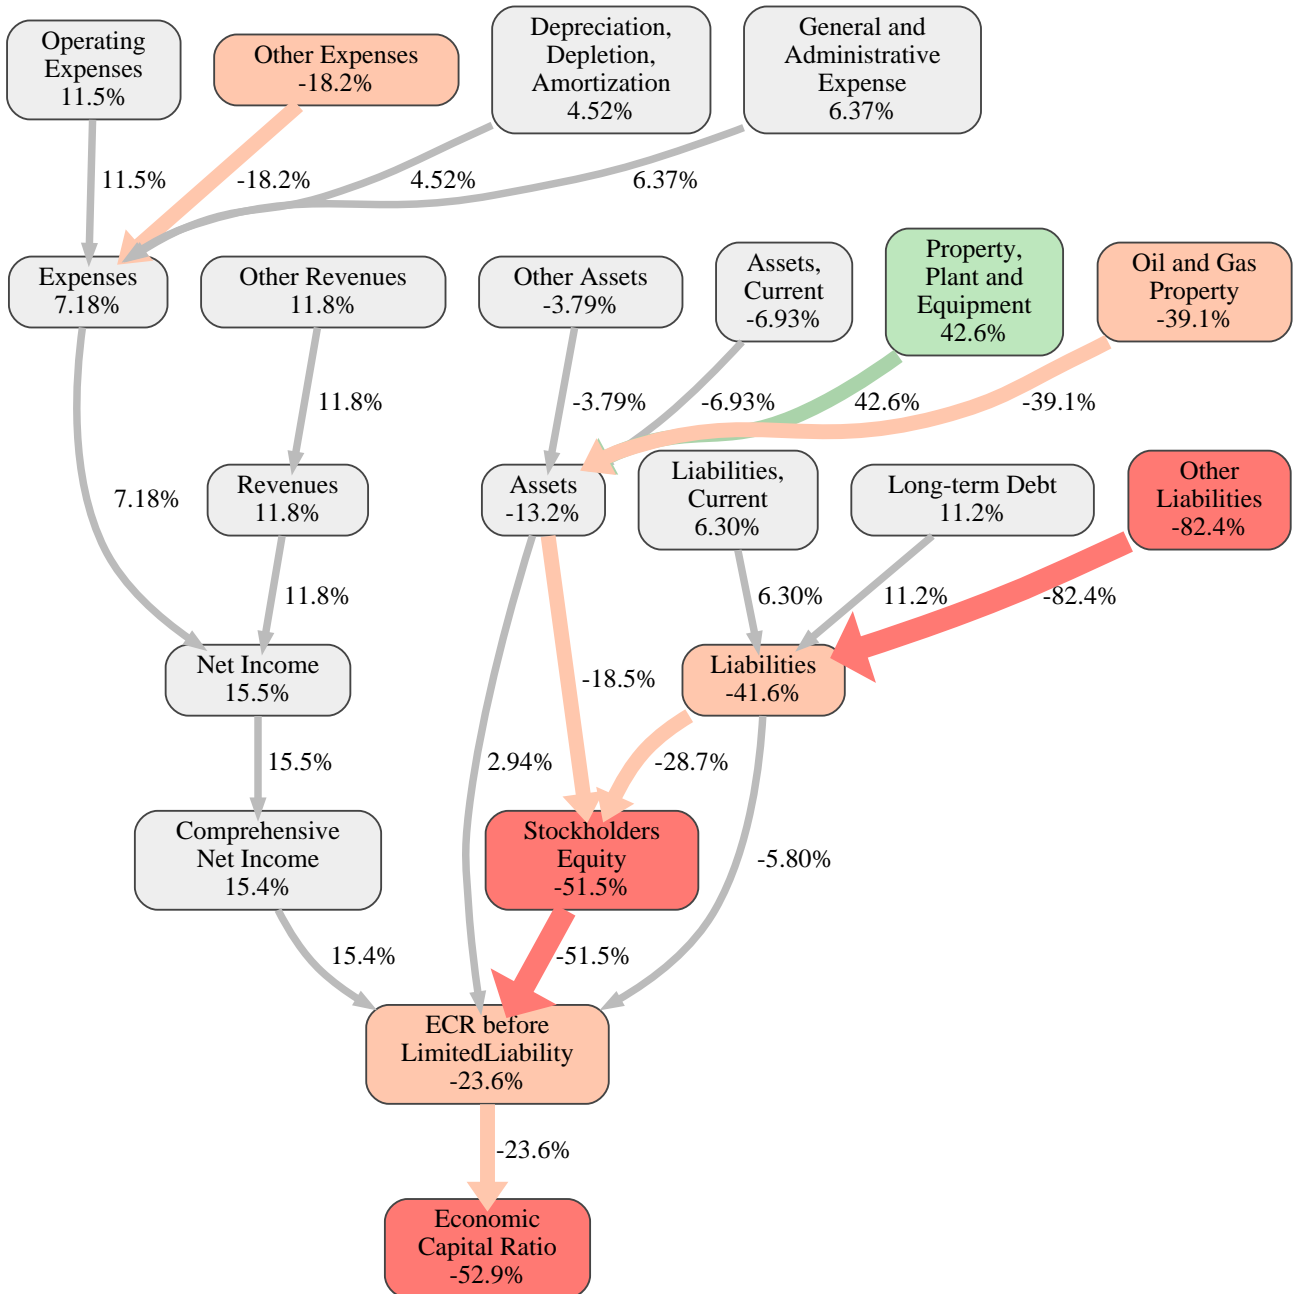 Operating
Expenses
11.5%
Other Expenses
-18.2%
Depreciation,
Depletion,
Amortization
4.52%
General and
Administrative
Expense
6.37%
11.5%
-18.2%
4.52%
6.37%
Expenses
7.18%
Other Revenues
11.8%
Other Assets
-3.79%
Assets,
Current
-6.93%
Property,
Plant and
Equipment
42.6%
Oil and Gas
Property
-39.1%
11.8%
-3.79%
-6.93%
42.6%
-39.1%
7.18%
Revenues
11.8%
Assets
-13.2%
Liabilities,
Current
6.30%
Long-term Debt
11.2%
Other
Liabilities
-82.4%
11.8%
6.30%
11.2%
-82.4%
Net Income
15.5%
-18.5%
Liabilities
-41.6%
15.5%
2.94%
-28.7%
Comprehensive
Net Income
15.4%
Stockholders
Equity
-51.5%
-5.80%
15.4%
-51.5%
ECR before
LimitedLiability
-23.6%
-23.6%
Economic
Capital Ratio
-52.9%